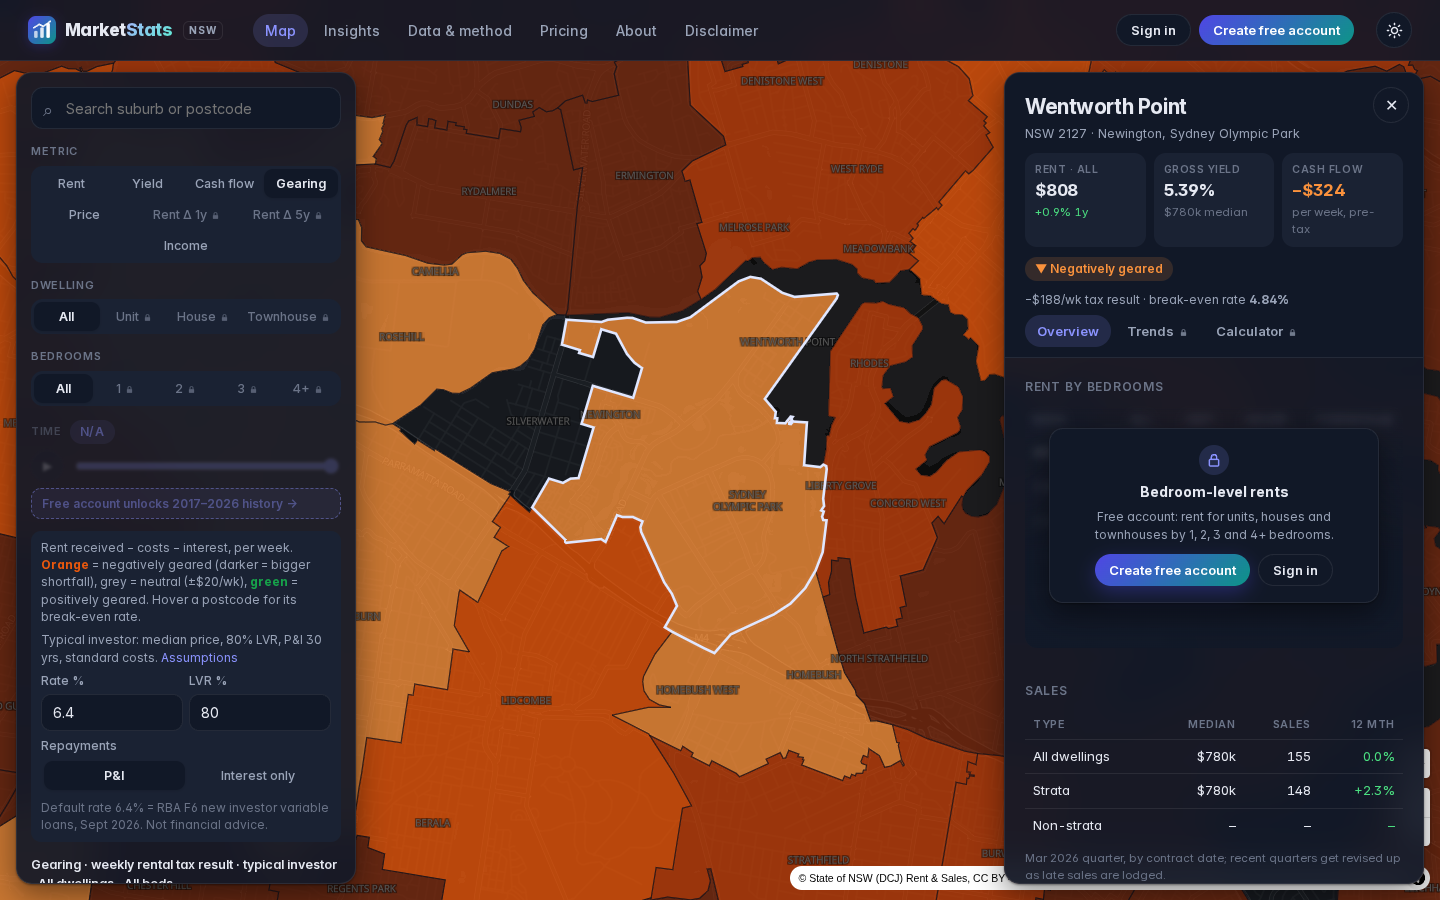 MarketStats NSW
Map
Insights
Data & method
Pricing
About
Disclaimer
Sign in
Create free account
Search suburb or postcode
METRIC
Rent
Yield
Cash flow
Gearing
Price
Rent Δ 1y
Rent Δ 5y
Income
DWELLING
All
Unit
House
Townhouse
BEDROOMS
All
1
2
3
4+
TIME N/A
Free account unlocks 2017–2026 history →
Rent received – costs – interest, per week.
Orange = negatively geared (darker = bigger
shortfall), grey = neutral (±$20/wk), green =
positively geared. Hover a postcode for its
break-even rate.
Typical investor: median price, 80% LVR, P&I 30
yrs, standard costs. Assumptions
Rate %
LVR %
6.4
80
Repayments
P&I
Interest only
Default rate 6.4% = RBA F6 new investor variable
loans, Sept 2026. Not financial advice.
Gearing · weekly rental tax result · typical investor
· All dwellings · All beds
DENISTONE
DENISTONE WEST
DUNDAS
ERMINGTON
WEST RYDE
RYDALMERE
MELROSE PARK
MEADOWBANK
CAMELLIA
ROSEHILL
WENTWORTH POINT
RHODES
SILVERWATER
NEWINGTON
SYDNEY
OLYMPIC PARK
LIBERTY GROVE
CONCORD WEST
M4
NORTH STRATHFIELD
HOMEBUSH
HOMEBUSH WEST
LIDCOMBE
BERALA
STRATHFIELD
CHESTER HILL
REGENTS PARK
© State of NSW (DCJ) Rent & Sales, CC BY
Wentworth Point
NSW 2127 · Newington, Sydney Olympic Park
RENT · ALL
$808
+0.9% 1y
GROSS YIELD
5.39%
$780k median
CASH FLOW
–$324
per week, pre-
tax
▼ Negatively geared
–$188/wk tax result · break-even rate 4.84%
Overview
Trends
Calculator
RENT BY BEDROOMS
Bedroom-level rents
Free account: rent for units, houses and
townhouses by 1, 2, 3 and 4+ bedrooms.
Create free account
Sign in
SALES
TYPE MEDIAN SALES 12 MTH
All dwellings $780k 155 0.0%
Strata $780k 148 +2.3%
Non-strata – – –
Mar 2026 quarter, by contract date; recent quarters get revised up
as late sales are lodged.